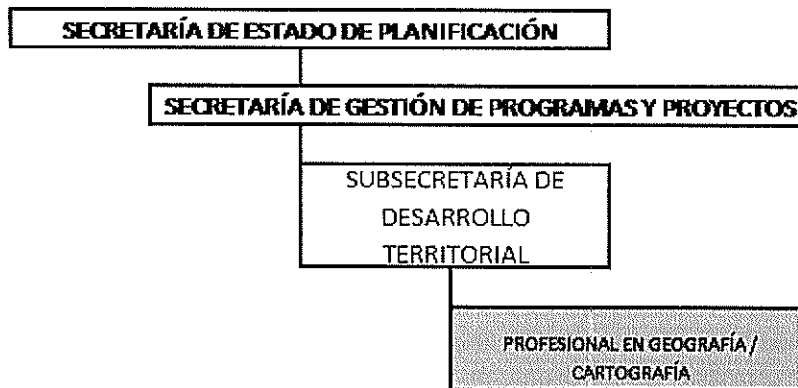 SECRETARÍA DE ESTADO DE PLANIFICACIÓN
SECRETARÍA DE GESTIÓN DE PROGRAMAS Y PROYECTOS
SUBSECRETARÍA DE
DESARROLLO
TERRITORIAL
PROFESIONAL EN GEOGRAFÍA /
CARTOGRAFÍA